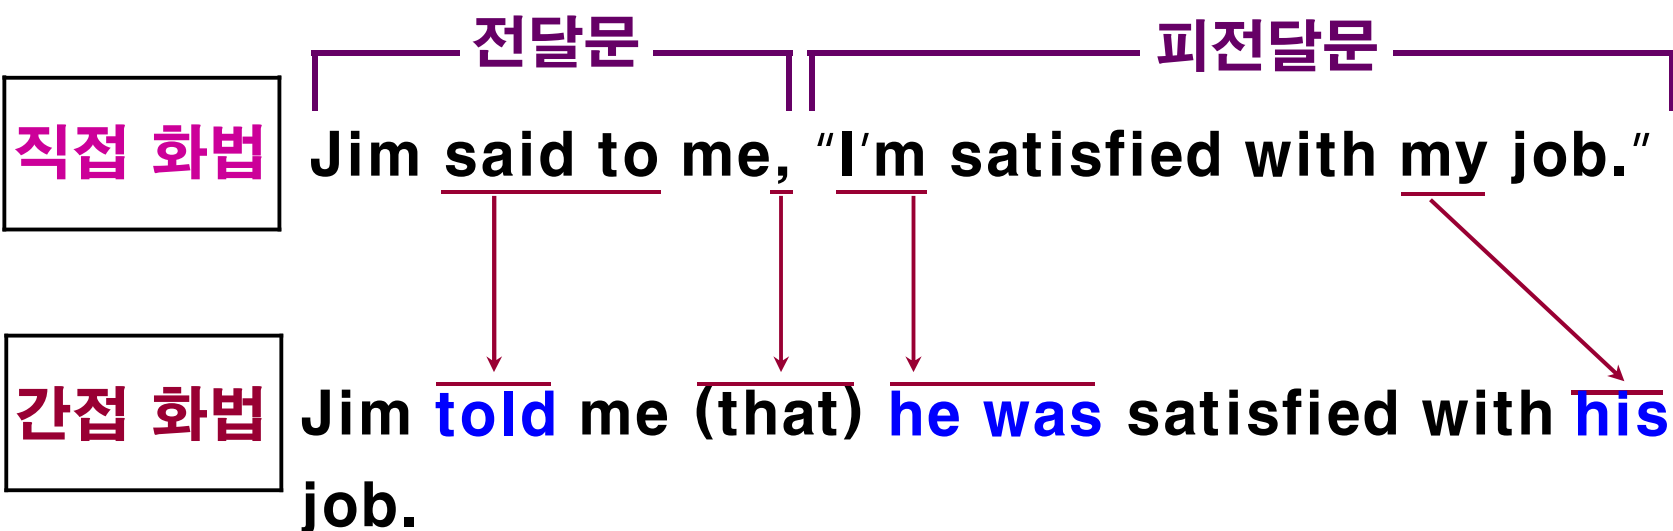 전달문 피전달문
직접 화법 Jim said to me, “I’m satisfied with my job.”
간접 화법 Jim told me (that) he was satisfied with his
job.